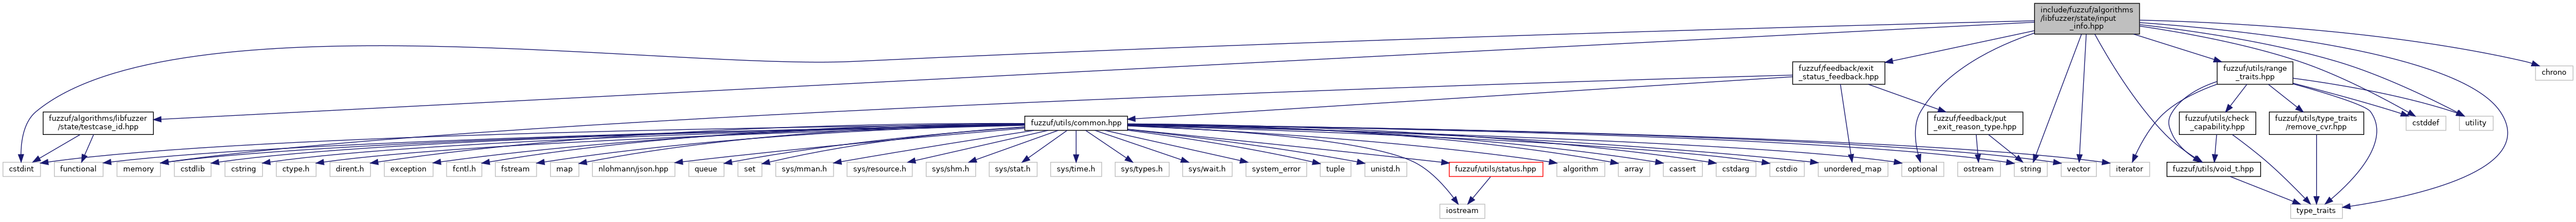 include/fuzzuf/algorithms
/libfuzzer/state/input
_info.hpp
fuzzuf/feedback/exit
_status_feedback.hpp
fuzzuf/utils/range
_traits.hpp
chrono
fuzzuf/algorithms/libfuzzer
/state/testcase_id.hpp
fuzzuf/utils/common.hpp
fuzzuf/feedback/put
_exit_reason_type.hpp
fuzzuf/utils/check
_capability.hpp
fuzzuf/utils/type_traits
/remove_cvr.hpp
cstddef
utility
cstdint
functional
memory
cstdlib
cstring
ctype.h
dirent.h
exception
fcntl.h
fstream
map
nlohmann/json.hpp
queue
set
sys/mman.h
sys/resource.h
sys/shm.h
sys/stat.h
sys/time.h
sys/types.h
sys/wait.h
system_error
tuple
unistd.h
fuzzuf/utils/status.hpp
algorithm
array
cassert
cstdarg
cstdio
unordered_map
optional
ostream
string
vector
iterator
fuzzuf/utils/void_t.hpp
iostream
type_traits